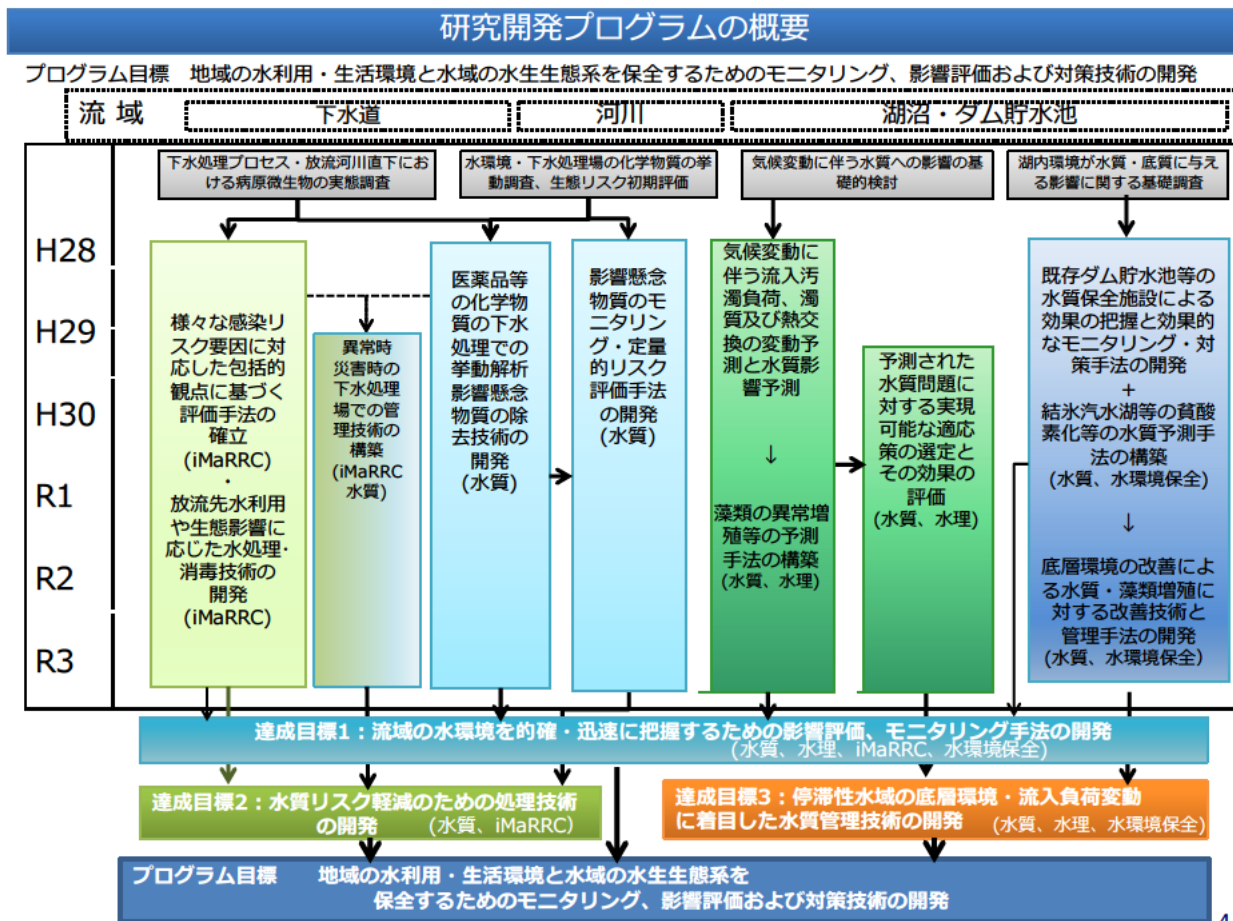 研究開発プログラムの概要
プログラム目標　地域の水利用・生活環境と水域の水生生態系を保全するためのモニタリング、影響評価および対策技術の開発
流 域
下水道
河川
湖沼・ダム貯水池
下水処理プロセス・放流河川直下にお
ける病原微生物の実態調査
水環境・下水処理場の化学物質の挙
動調査、生態リスク初期評価
気候変動に伴う水質への影響の基
礎的検討
湖内環境が水質・底質に与え
る影響に関する基礎調査
H28
H29
H30
R1
R2
R3
様々な感染リ
スク要因に対
応した包括的
観点に基づく
評価手法の
確立
(iMaRRC)
・
放流先水利用
や生態影響に
応じた水処理・
消毒技術の
開発
(iMaRRC)
異常時
災害時の
下水処理
場での管
理技術の
構築
(iMaRRC
水質)
医薬品等
の化学物
質の下水
処理での
挙動解析
影響懸念
物質の除
去技術の
開発
(水質)
影響懸念
物質のモ
ニタリン
グ・定量
的リスク
評価手法
の開発
(水質)
気候変動に
伴う流入汚
濁負荷、濁
質及び熱交
換の変動予
測と水質影
響予測
↓
藻類の異常増
殖等の予測
手法の構築
(水質、水理)
予測された
水質問題に
対する実現
可能な適応
策の選定と
その効果の
評価
(水質、水理)
既存ダム貯水池等の
水質保全施設による
効果の把握と効果的
なモニタリング・対
策手法の開発
+
結氷汽水湖等の貧酸
素化等の水質予測手
法の構築
(水質、水環境保全)
↓
底層環境の改善によ
る水質・藻類増殖に
対する改善技術と
管理手法の開発
(水質、水環境保全)
達成目標1：流域の水環境を的確・迅速に把握するための影響評価、モニタリング手法の開発
(水質、水理、iMaRRC、水環境保全)
達成目標2：水質リスク軽減のための処理技術
の開発　(水質、iMaRRC)
達成目標3：停滞性水域の底層環境・流入負荷変動
に着目した水質管理技術の開発　(水質、水理、水環境保全)
プログラム目標　地域の水利用・生活環境と水域の水生生態系を
保全するためのモニタリング、影響評価および対策技術の開発
4